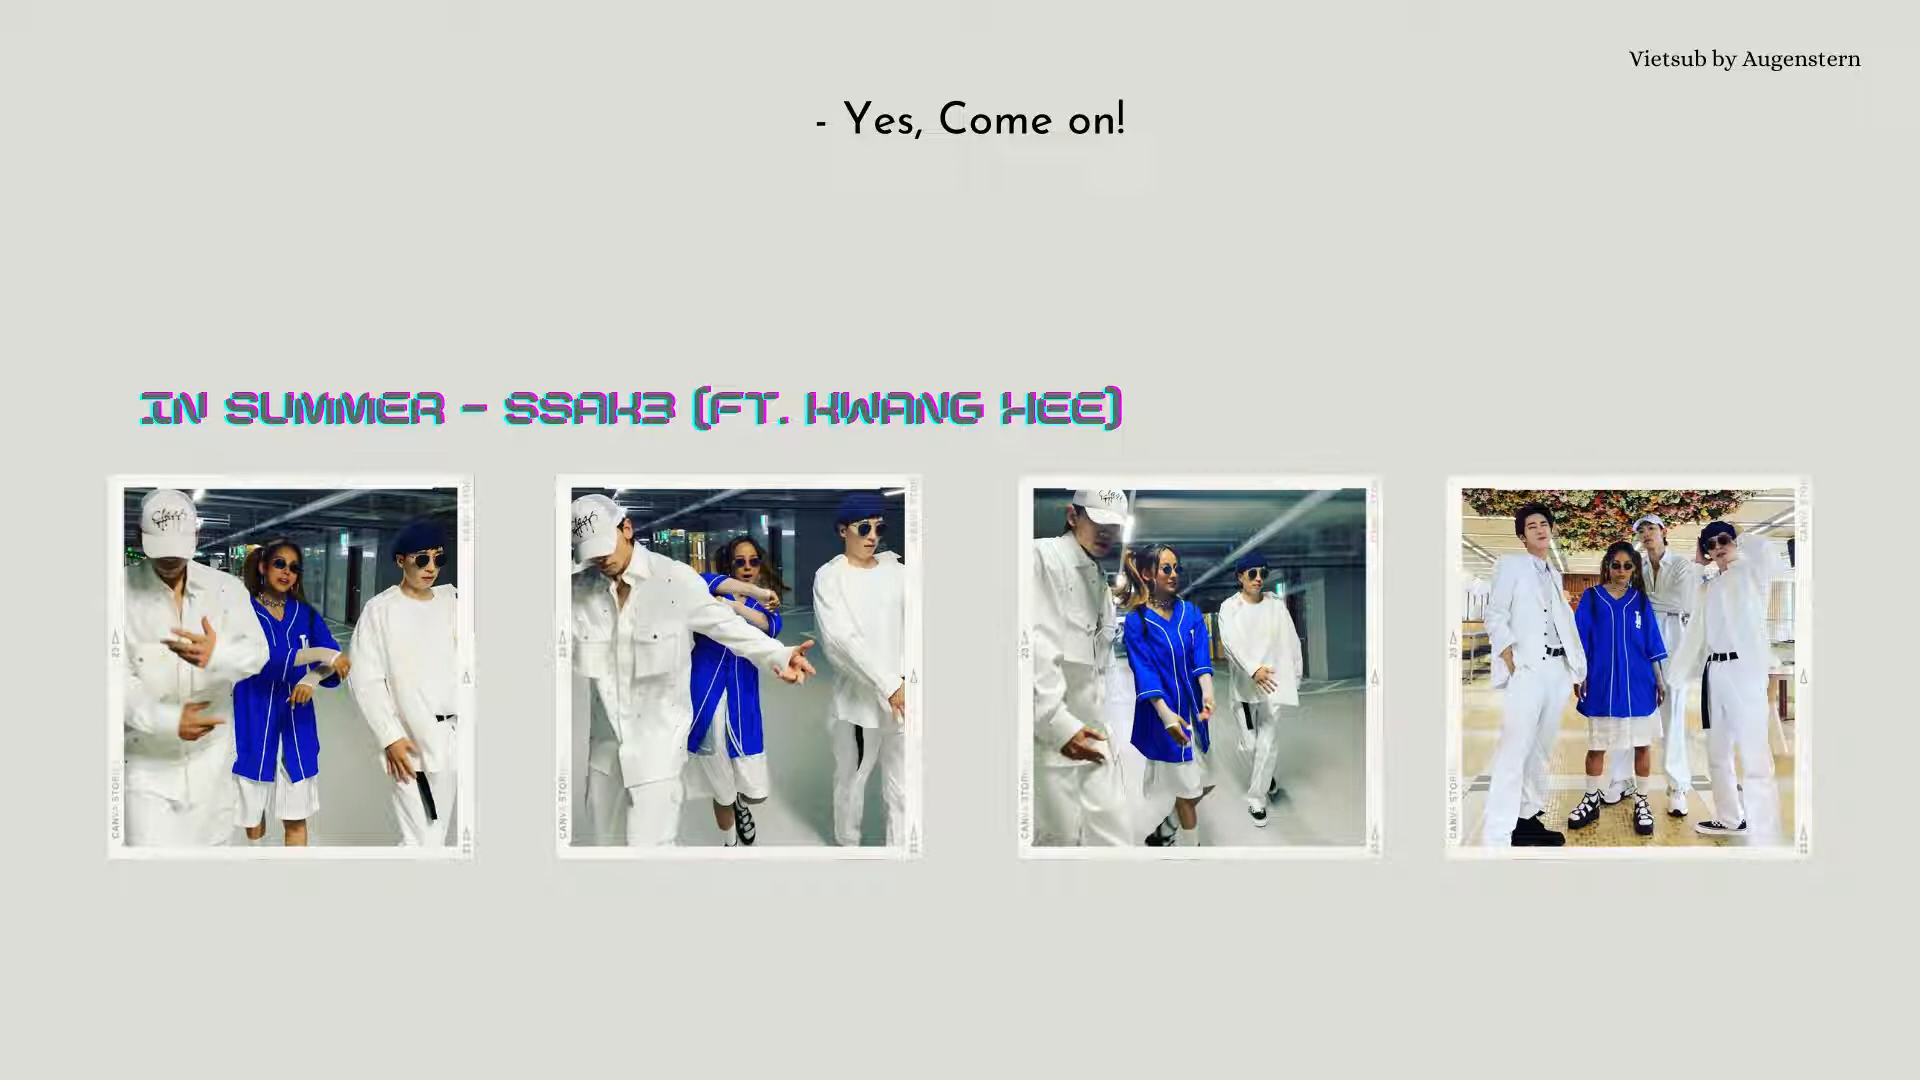 Vietsub by Augenstern
- Yes, Come on!
IN SUMMER - SSAK3 (FT. KWANG HEE)